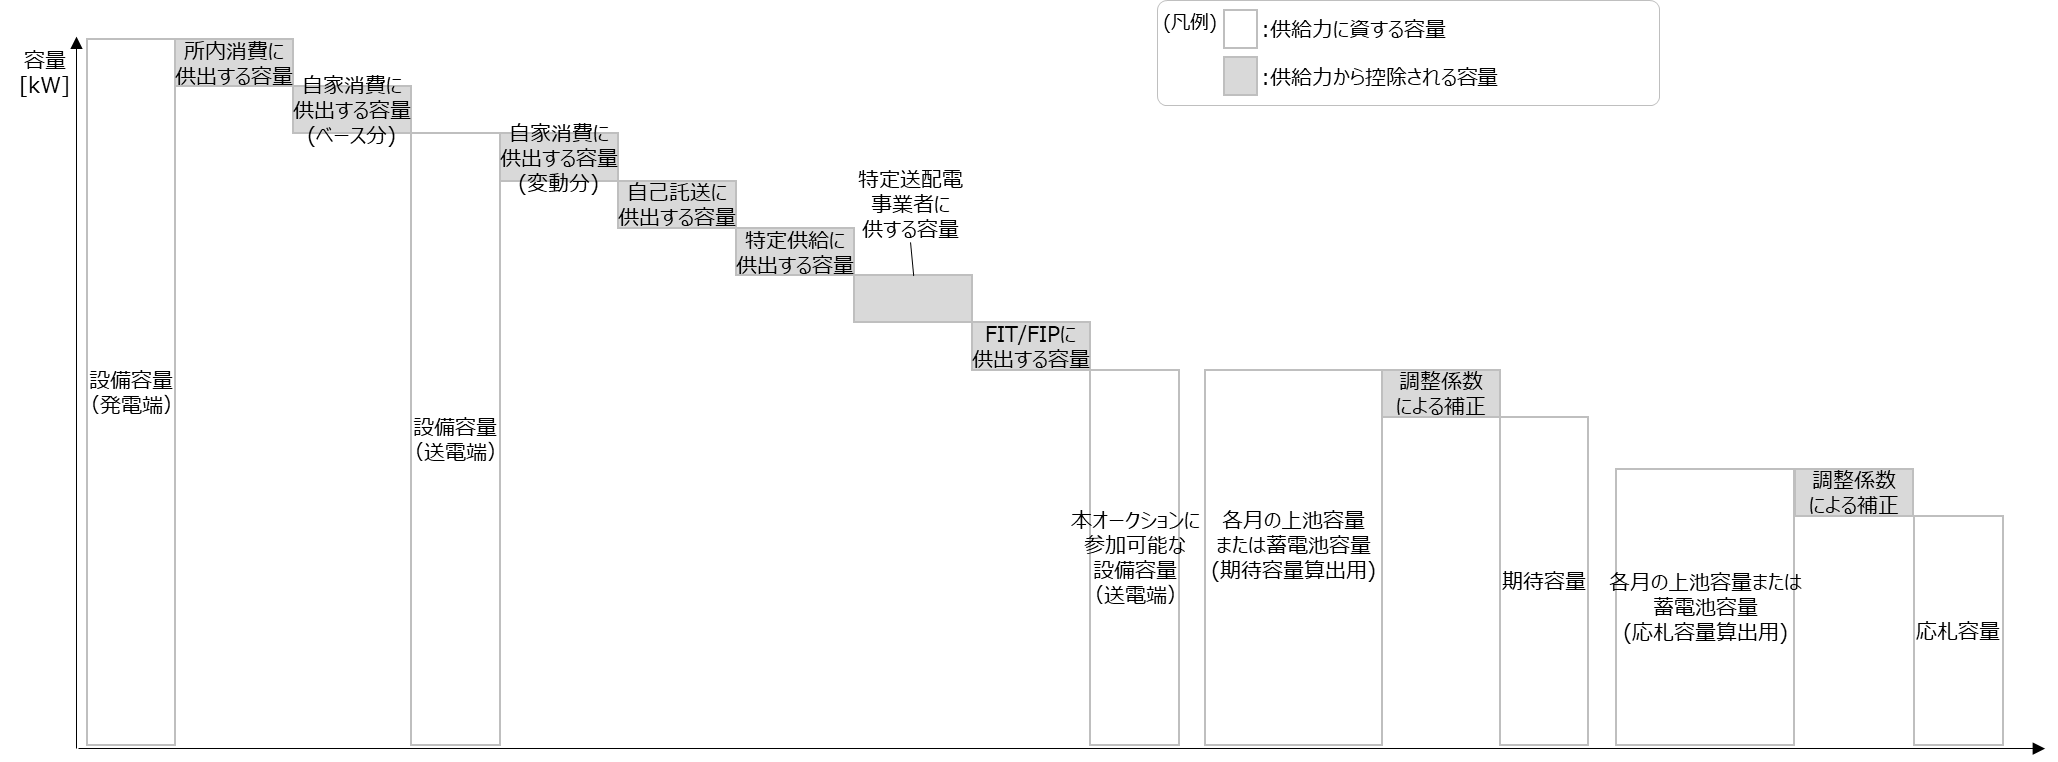 (凡例)
:供給力に資する容量
:供給力から控除される容量
容量
[kW]
所内消費に
供出する容量
自家消費に
供出する容量
(ベース分)
自家消費に
供出する容量
(変動分)
自己託送に
供出する容量
特定供給に
供出する容量
特定送配電
事業者に
供する容量
FIT/FIPに
供出する容量
設備容量
（発電端）
設備容量
（送電端）
本オークションに
参加可能な
設備容量
（送電端）
各月の上池容量
または蓄電池容量
(期待容量算出用)
調整係数
による補正
期待容量
各月の上池容量または
蓄電池容量
(応札容量算出用)
調整係数
による補正
応札容量